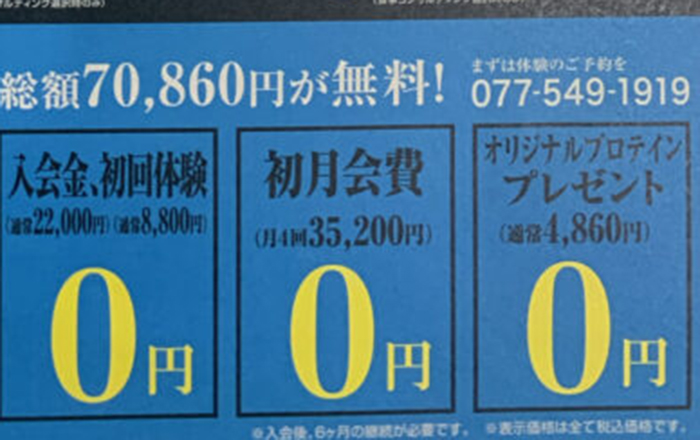 総額70,860円が無料!
まずは体験のご予約を
077-549-1919
入会金、初回体験
(通常22,000円)(通常8,800円)
0円
初月会費
(月4回35,200円)
0円
オリジナルプロテイン
プレゼント
(通常4,860円)
0円
※入会後、6ヶ月の継続が必要です。
※表示価格は全て税込価格です。